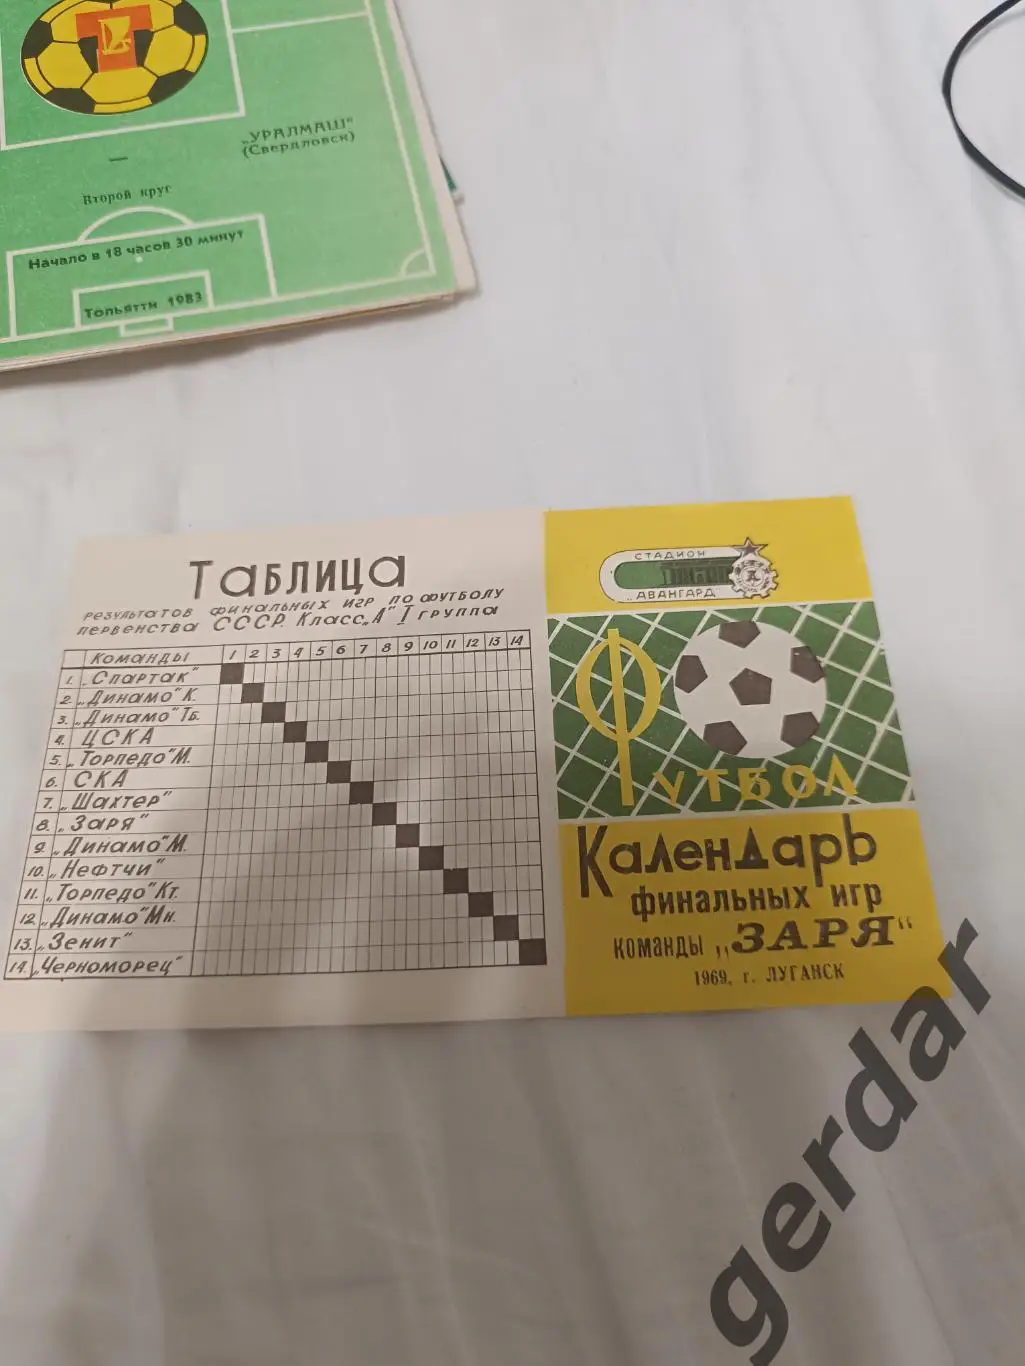 „УРАЛМАШ"
(Свердловск)
—
Второй круг
Начало в 18 часов 30 минут
Тольятти 1983
Таблица
результатов финальных игр по футболу
первенства СССР. Класс „А" I группа
Команды 1 2 3 4 5 6 7 8 9 10 11 12 13 14
1. „Спартак"
2. „Динамо" К.
3. „Динамо" Тб.
4. ЦСКА
5. „Торпедо" М.
6. СКА
7. „Шахтер"
8. „Заря"
9. „Динамо" М.
10. „Нефтчи"
11. „Торпедо" Кт.
12. „Динамо" Мн.
13. „Зенит"
14. „Черноморец"
СТАДИОН
„АВАНГАРД"
ФУТБОЛ
Календарь
финальных игр
команды „ЗАРЯ"
1969, г. ЛУГАНСК
gerdar